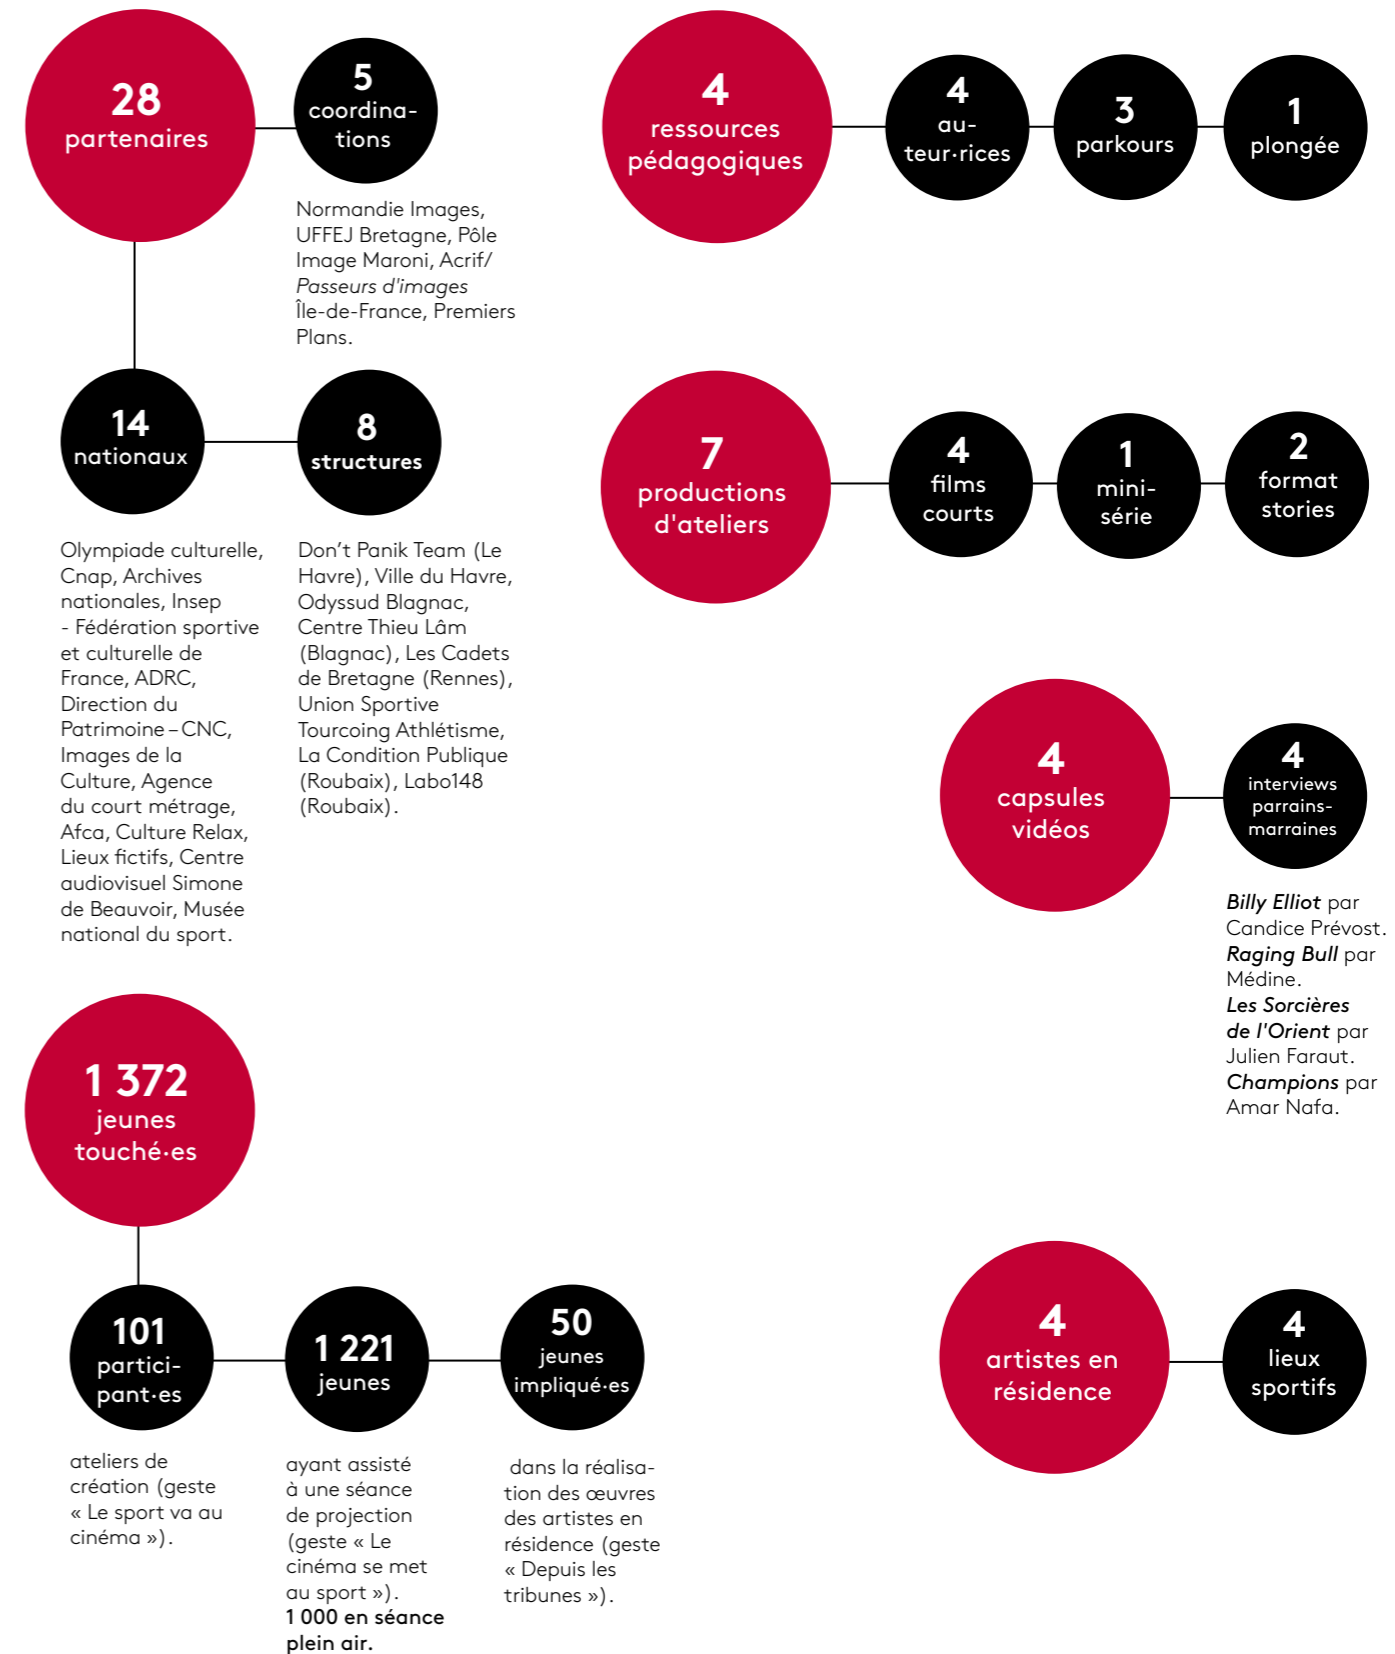 28
partenaires
5
coordina-
tions
Normandie Images,
UFFEJ Bretagne, Pôle
Image Maroni, Acrif/
Passeurs d'images
Île-de-France, Premiers
Plans.
14
nationaux
Olympiade culturelle,
Cnap, Archives
nationales, Insep
- Fédération sportive
et culturelle de
France, ADRC,
Direction du
Patrimoine – CNC,
Images de la
Culture, Agence
du court métrage,
Afca, Culture Relax,
Lieux fictifs, Centre
audiovisuel Simone
de Beauvoir, Musée
national du sport.
8
structures
Don’t Panik Team (Le
Havre), Ville du Havre,
Odyssud Blagnac,
Centre Thieu Lâm
(Blagnac), Les Cadets
de Bretagne (Rennes),
Union Sportive
Tourcoing Athlétisme,
La Condition Publique
(Roubaix), Labo148
(Roubaix).
1 372
jeunes
touché·es
101
partici-
pant·es
ateliers de
création (geste
« Le sport va au
cinéma »).
1 221
jeunes
ayant assisté
à une séance
de projection
(geste « Le
cinéma se met
au sport »).
1 000 en séance
plein air.
50
jeunes
impliqué·es
dans la réalisa-
tion des œuvres
des artistes en
résidence (geste
« Depuis les
tribunes »).
4
ressources
pédagogiques
4
au-
teur·rices
3
parkours
1
plongée
7
productions
d'ateliers
4
films
courts
1
mini-
série
2
format
stories
4
capsules
vidéos
4
interviews
parrains-
marraines
Billy Elliot par
Candice Prévost.
Raging Bull par
Médine.
Les Sorcières
de l'Orient par
Julien Faraut.
Champions par
Amar Nafa.
4
artistes en
résidence
4
lieux
sportifs